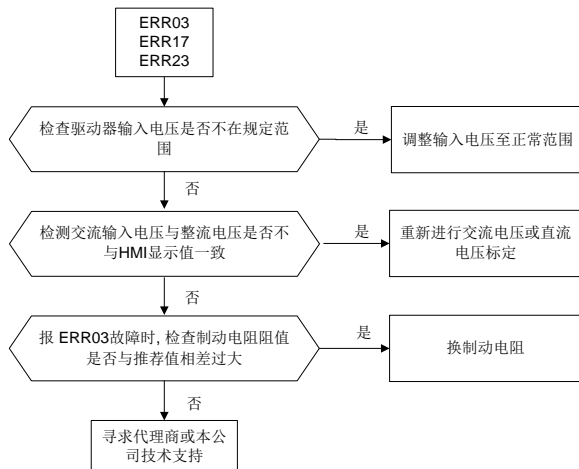 ERR03
ERR17
ERR23
检查驱动器输入电压是否不在规定范
围
是
调整输入电压至正常范围
否
检测交流输入电压与整流电压是否不
与HMI显示值一致
是
重新进行交流电压或直流
电压标定
否
报 ERR03故障时, 检查制动电阻阻值
是否与推荐值相差过大
是
换制动电阻
否
寻求代理商或本公
司技术支持